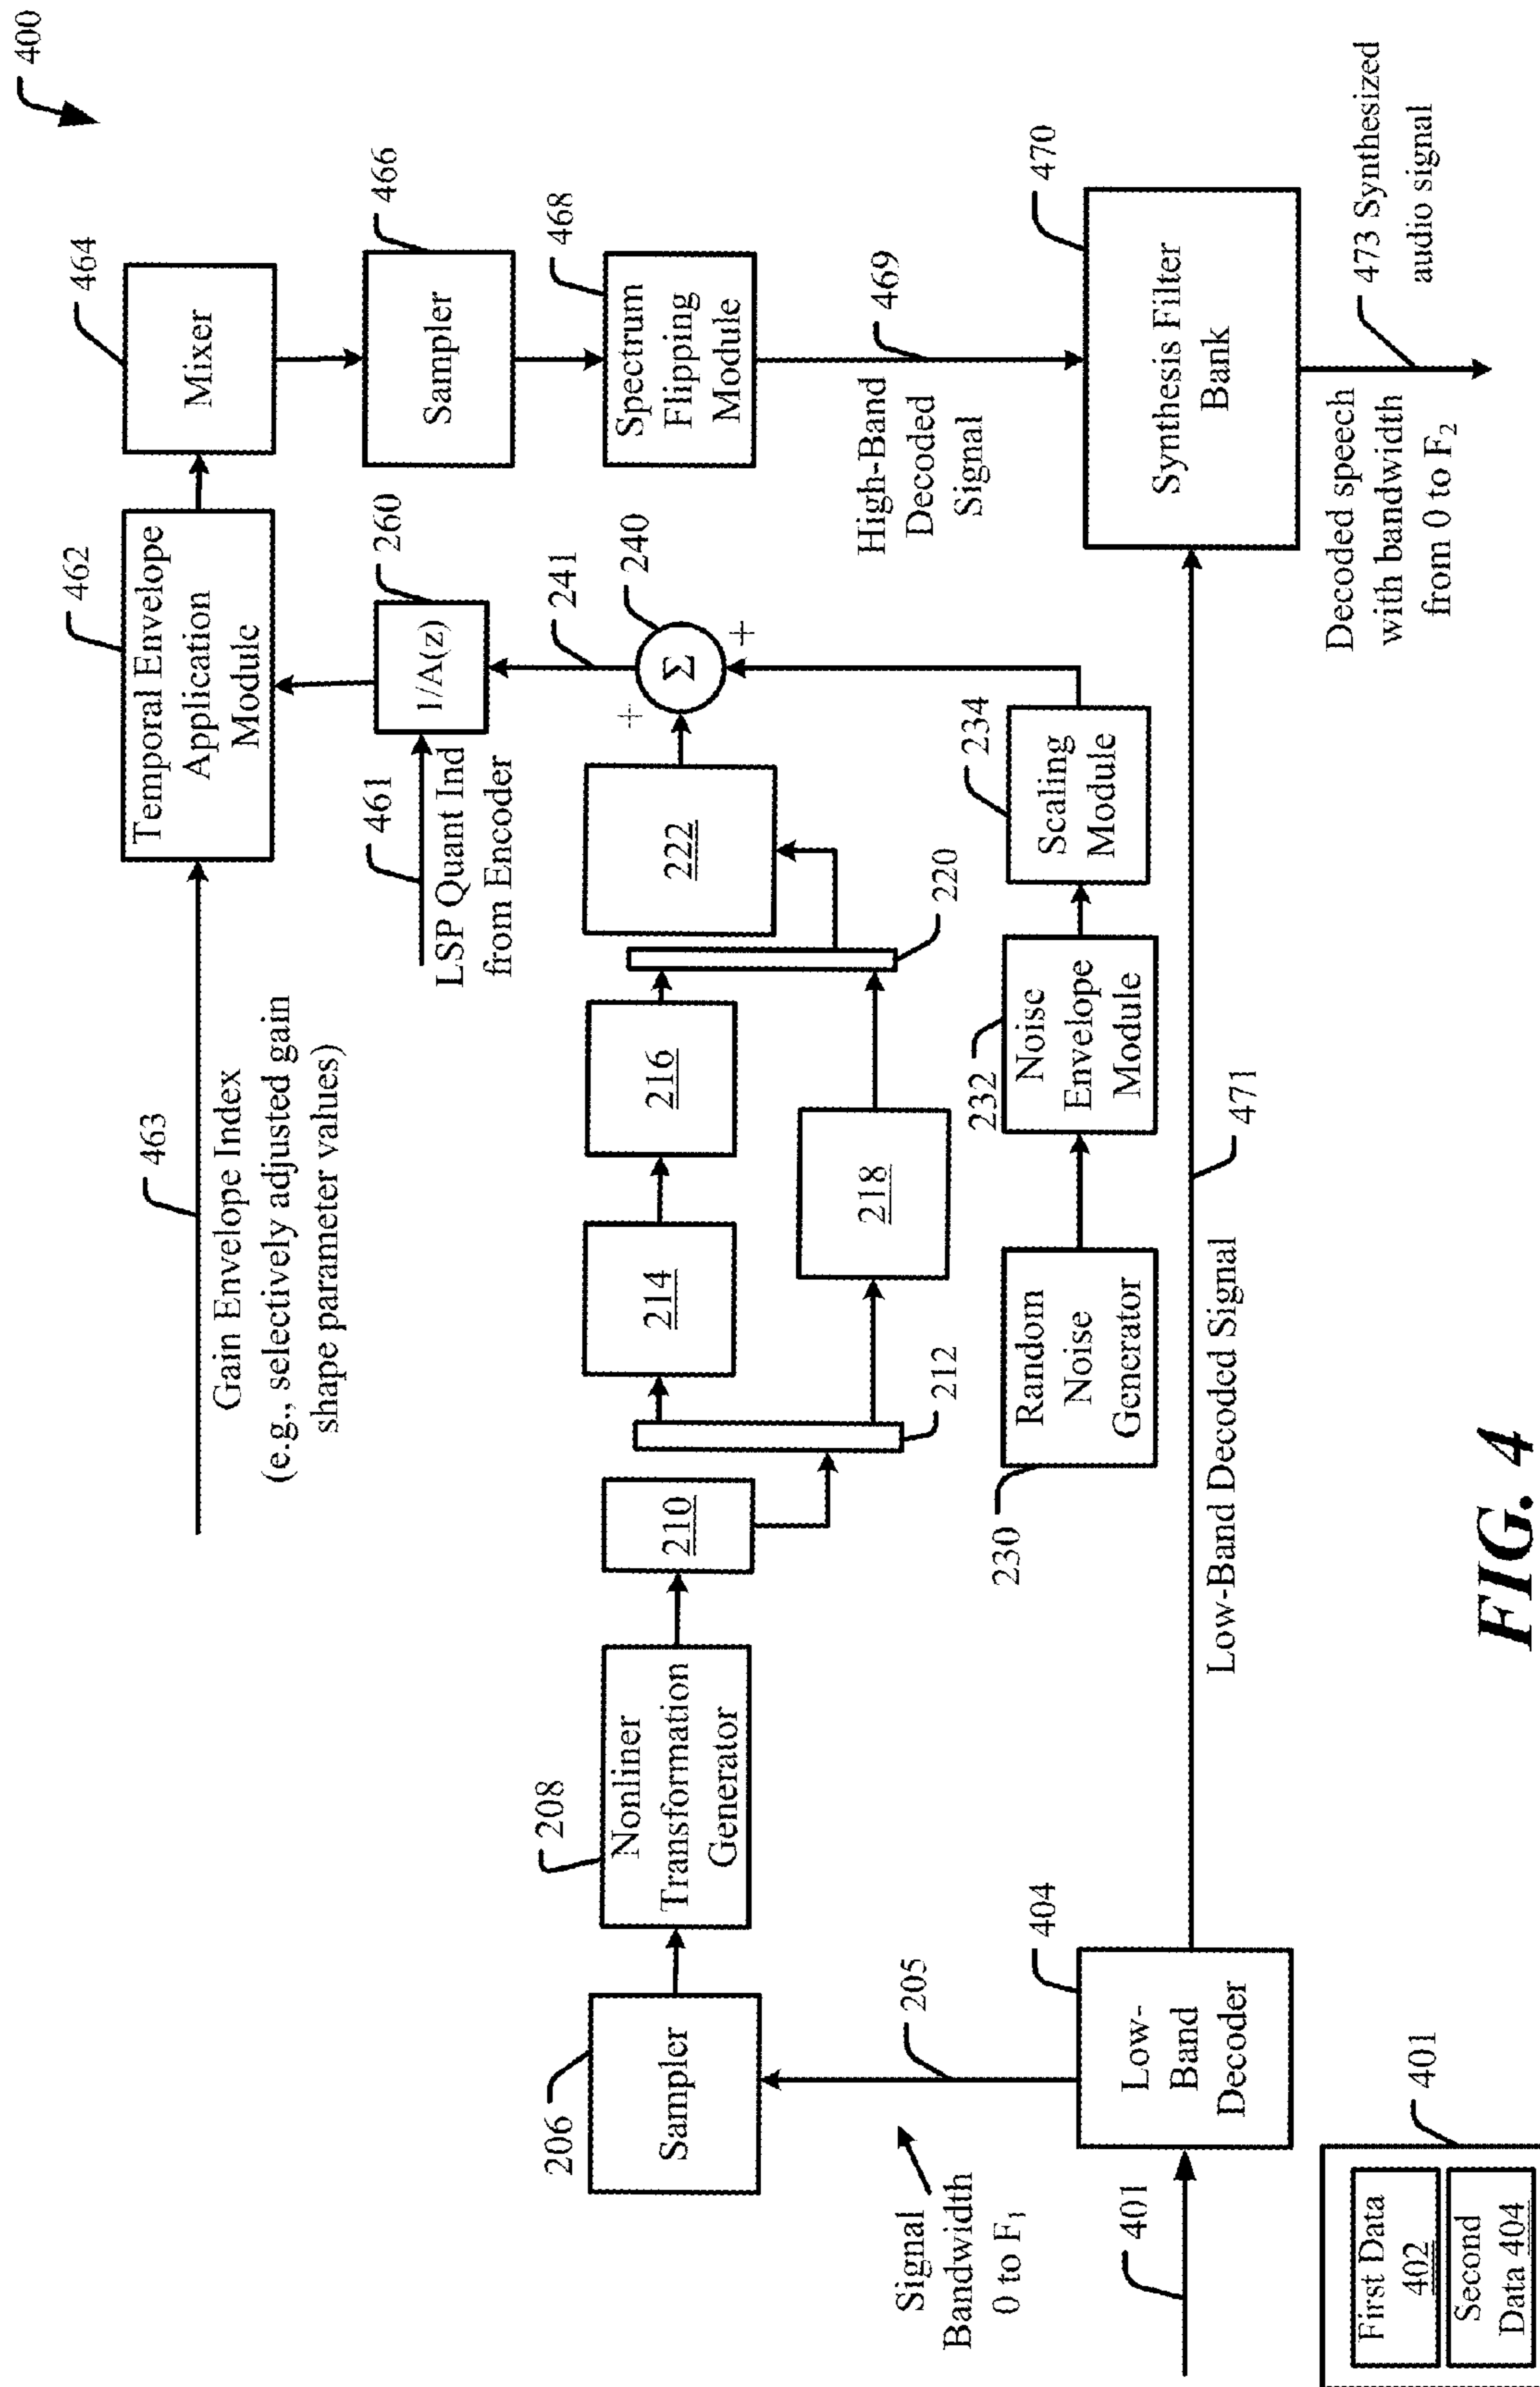 400
463
Gain Envelope Index
(e.g., selectively adjusted gain
shape parameter values)
462
Temporal Envelope
Application
Module
464
Mixer
466
Sampler
468
Spectrum
Flipping
Module
461
LSP Quant Ind
from Encoder
260
1/A(z)
241
240
Σ
+
+
469
High-Band
Decoded
Signal
206
Sampler
208
Nonliner
Transformation
Generator
210
212
214
216
218
220
222
230
Random
Noise
Generator
232
Noise
Envelope
Module
234
Scaling
Module
205
Signal
Bandwidth
0 to F₁
401
404
Low-
Band
Decoder
Low-Band Decoded Signal
471
470
Synthesis Filter
Bank
Decoded speech
with bandwidth
from 0 to F₂
473 Synthesized
audio signal
401
First Data
402
Second
Data 404
FIG. 4